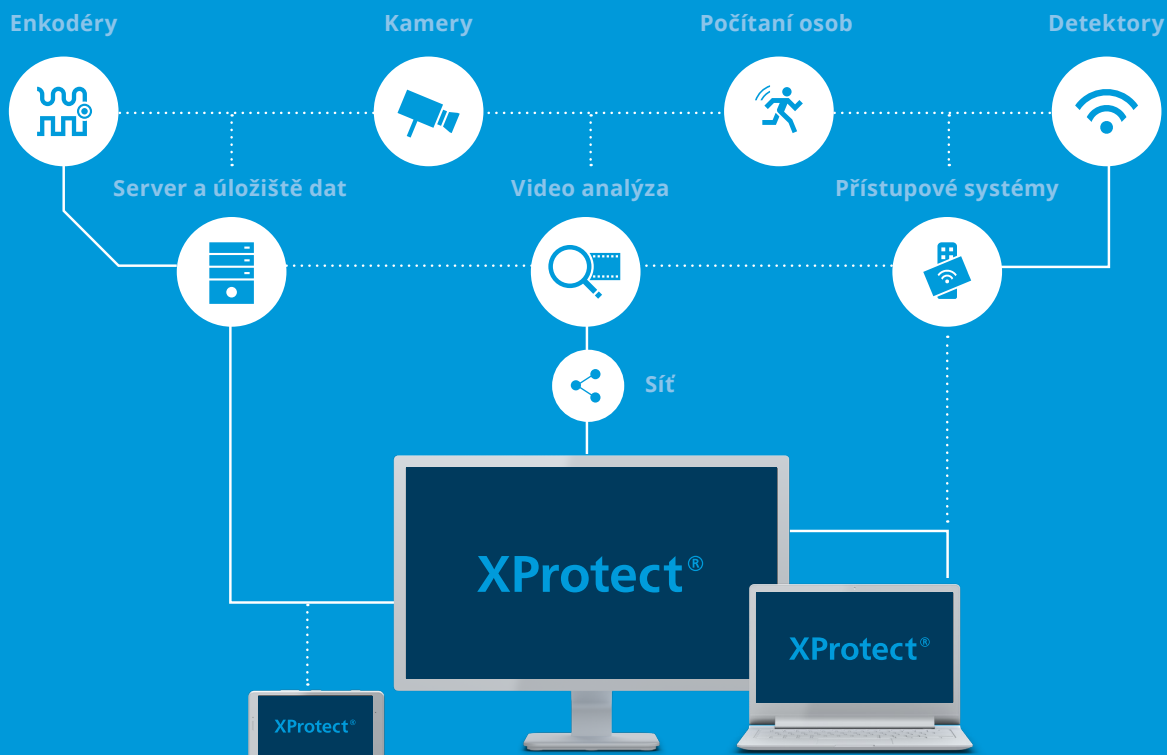 Enkodéry
Kamery
Počítaní osob
Detektory
Server a úložiště dat
Video analýza
Přístupové systémy
Síť
XProtect®
XProtect®
XProtect®